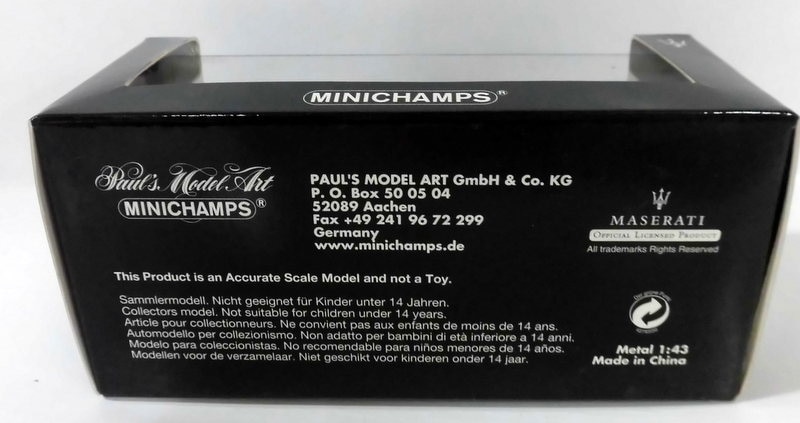 MINICHAMPS®
Paul's Model Art
MINICHAMPS®
PAUL'S MODEL ART GmbH & Co. KG
P. O. Box 50 05 04
52089 Aachen
Fax +49 241 96 72 299
Germany
www.minichamps.de
MASERATI
OFFICIAL LICENSED PRODUCT
All trademarks Rights Reserved
This Product is an Accurate Scale Model and not a Toy.
Sammlermodell. Nicht geeignet für Kinder unter 14 Jahren.
Collectors model. Not suitable for children under 14 years.
Article pour collectionneurs. Ne convient pas aux enfants de moins de 14 ans.
Automodello per collezionismo. Non adatto per bambini di età inferiore a 14 anni.
Modelo para coleccionistas. No recomendable para niños menores de 14 años.
Modellen voor de verzamelaar. Niet geschikt voor kinderen onder 14 jaar.
Der Grüne Punkt
Metal 1:43
Made in China